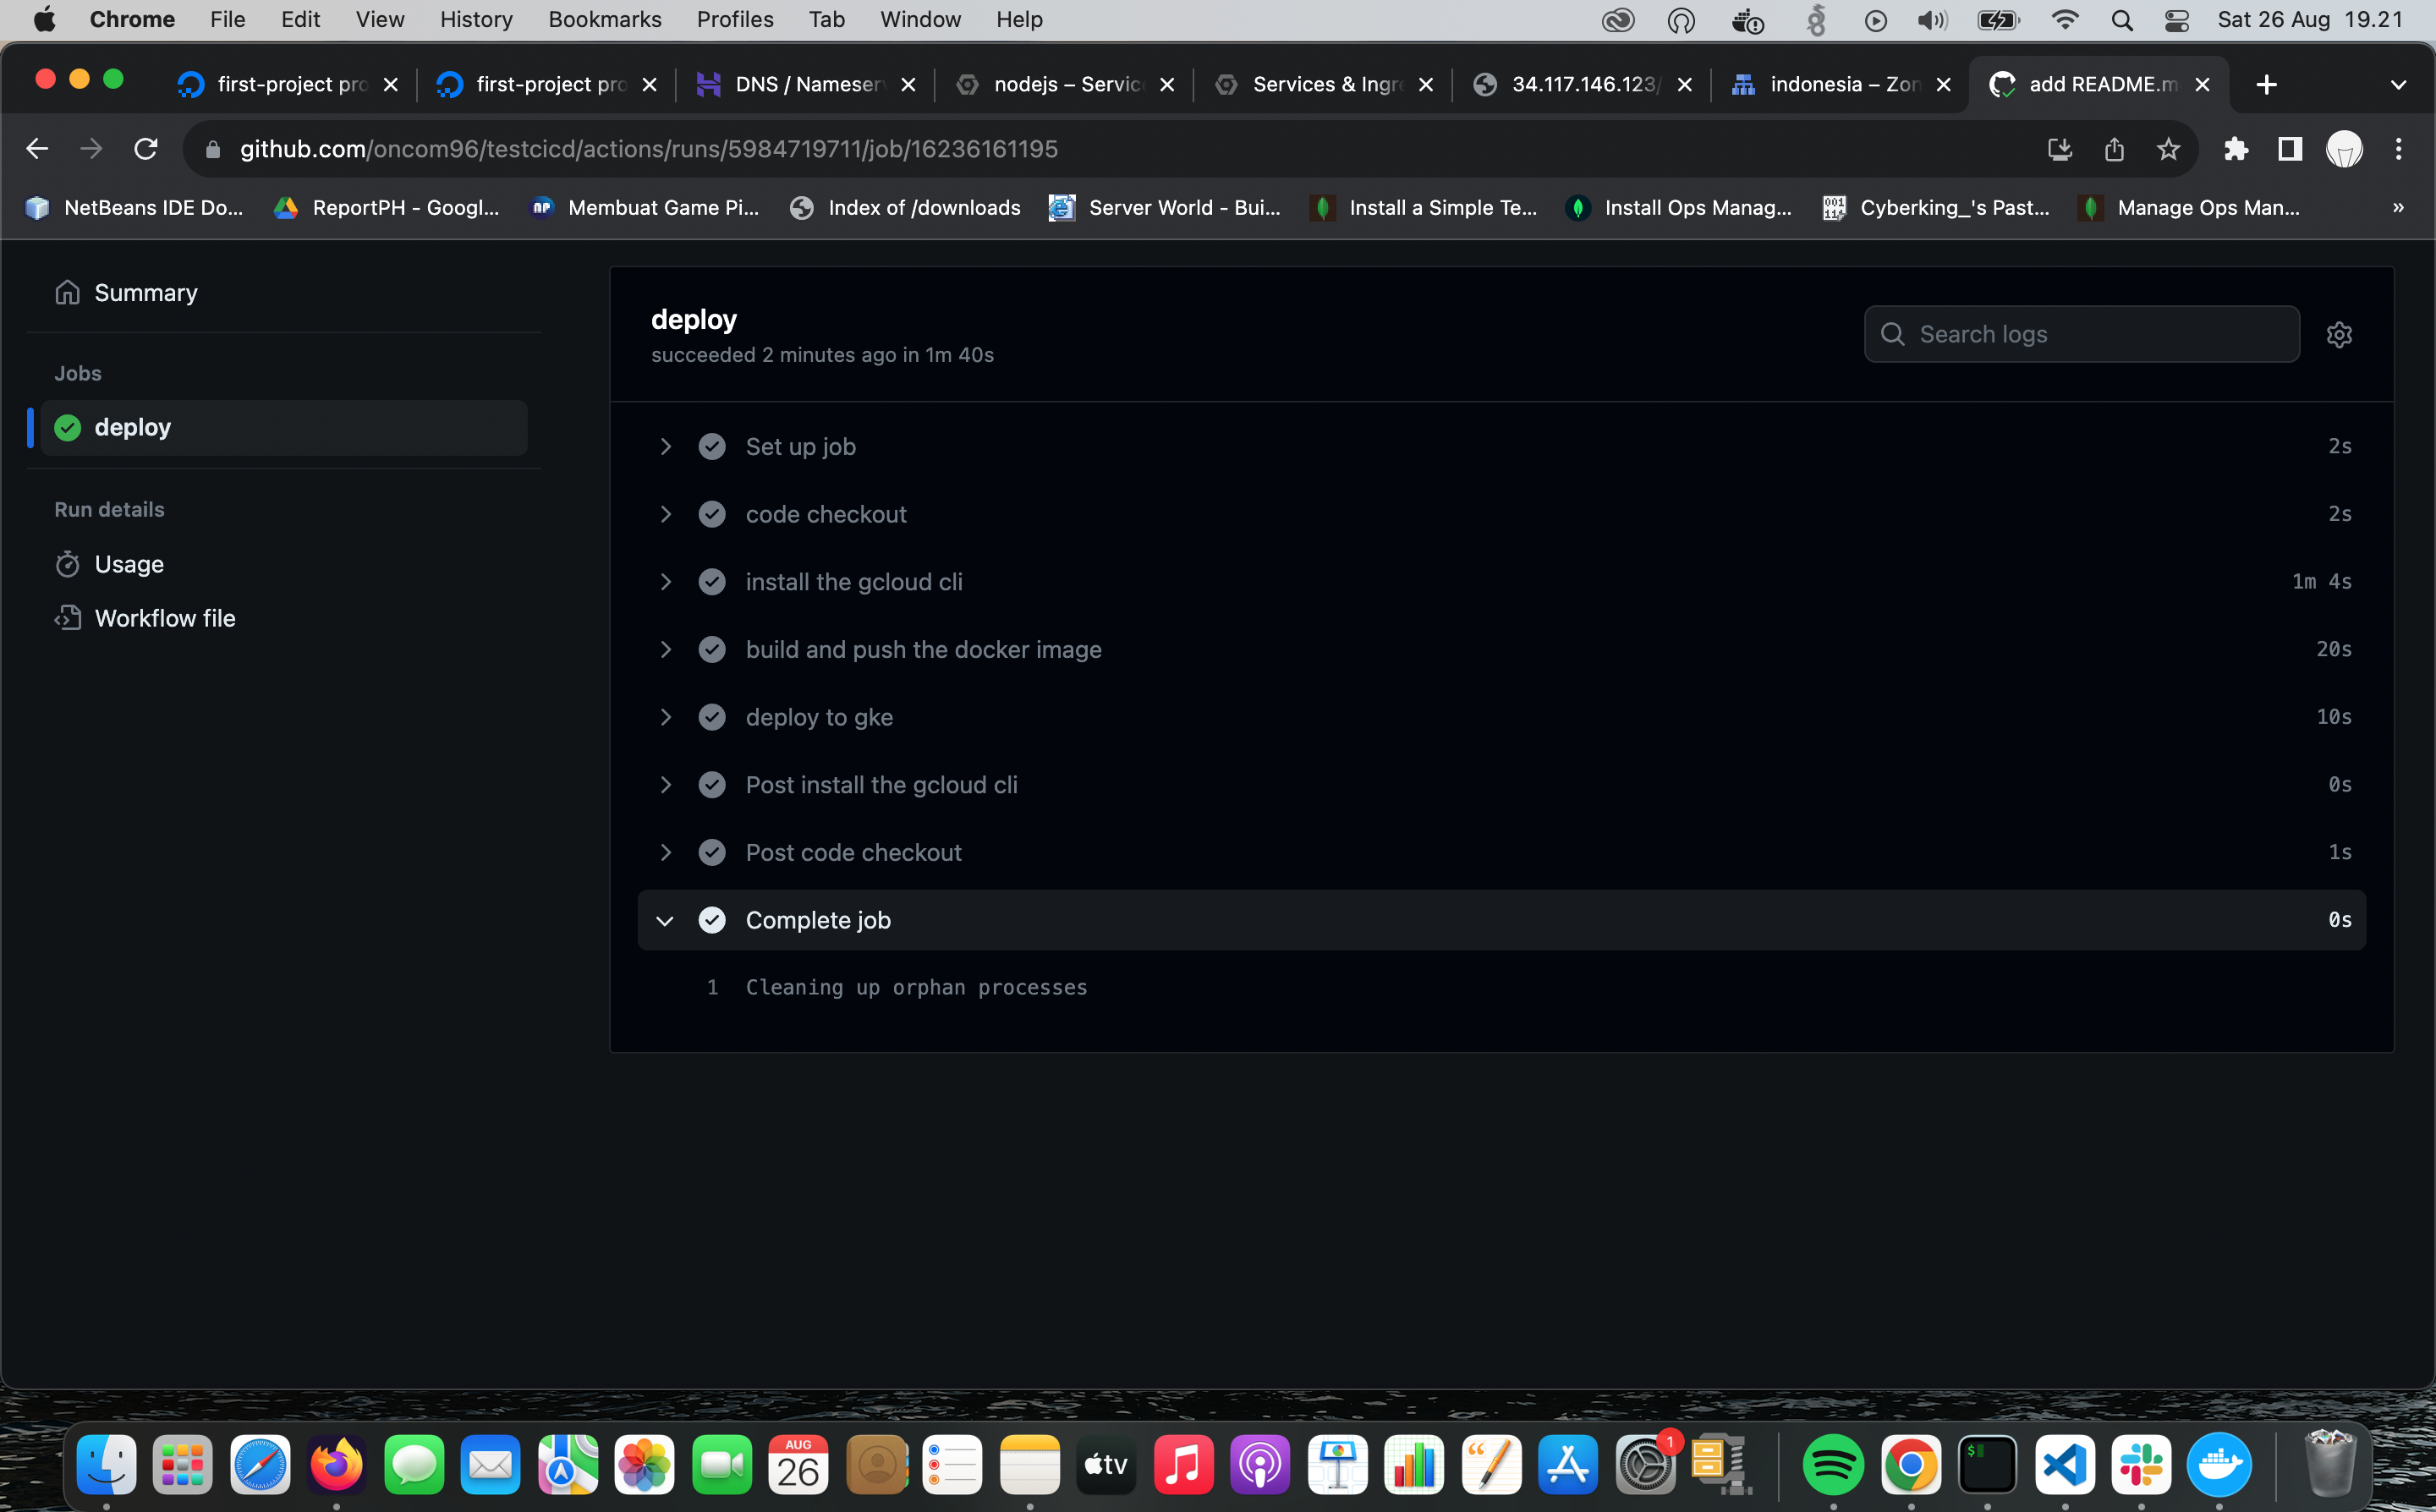 Chrome File Edit View History Bookmarks Profiles Tab Window Help Sat 26 Aug 19.21
first-project pro first-project pro DNS / Nameser nodejs – Servic Services & Ingre 34.117.146.123/ indonesia – Zon add README.m
github.com/oncom96/testcicd/actions/runs/5984719711/job/16236161195
NetBeans IDE Do... ReportPH - Googl... Membuat Game Pi... Index of /downloads Server World - Bui... Install a Simple Te... Install Ops Manag... Cyberking_'s Past... Manage Ops Man... »
Summary
Jobs
deploy
Run details
Usage
Workflow file
deploy
succeeded 2 minutes ago in 1m 40s
Search logs
Set up job 2s
code checkout 2s
install the gcloud cli 1m 4s
build and push the docker image 20s
deploy to gke 10s
Post install the gcloud cli 0s
Post code checkout 1s
Complete job 0s
1 Cleaning up orphan processes
AUG
26
tv
1